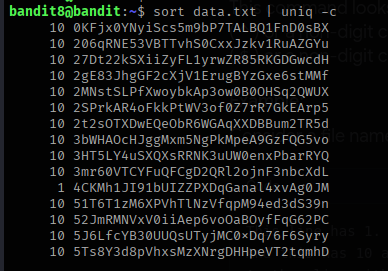 bandit8@bandit:~$ sort data.txt | uniq -c
10 0KFjx0YNyiScs5m9bP7TALBQ1FnD0sBX
10 206qRNE53VBTTvhS0CxxJzkv1RuAZGYu
10 27Dt22kSXiiZyFL1yrwZR85RKGDGwcdH
10 2gE83JhgGF2cXjV1ErugBYzGxe6stMMf
10 2MNstSLPfXwoybkAp3ow0B0OHSq2QWUX
10 2SPrkAR4oFkkPtWV3of0Z7rR7GkEArp5
10 2t2sOTXDwEQeObR6WGAqXXDBBum2TR5d
10 3bWHAOcHJggMxm5NgPkMpeA9GzFQG5vo
10 3HT5LY4uSXQXsRRNK3uUW0enxPbarRYQ
10 3mr60VTCYFuQFCgD2QRl2ojnF3nbcXdL
1 4CKMh1JI91bUIZZPXDqGanal4xvAg0JM
10 51T6T1zM6XPVhTlNzVfqpM94ed3dS39n
10 52JmRMNVxV0iiAep6voOaBOyfFqG62PC
10 5J6LfcYB30UUQsUTyjMC0×Dq76F6Syry
10 5Ts8Y3d8pVhxsMzXNrgDHHpeVT2tqmhD